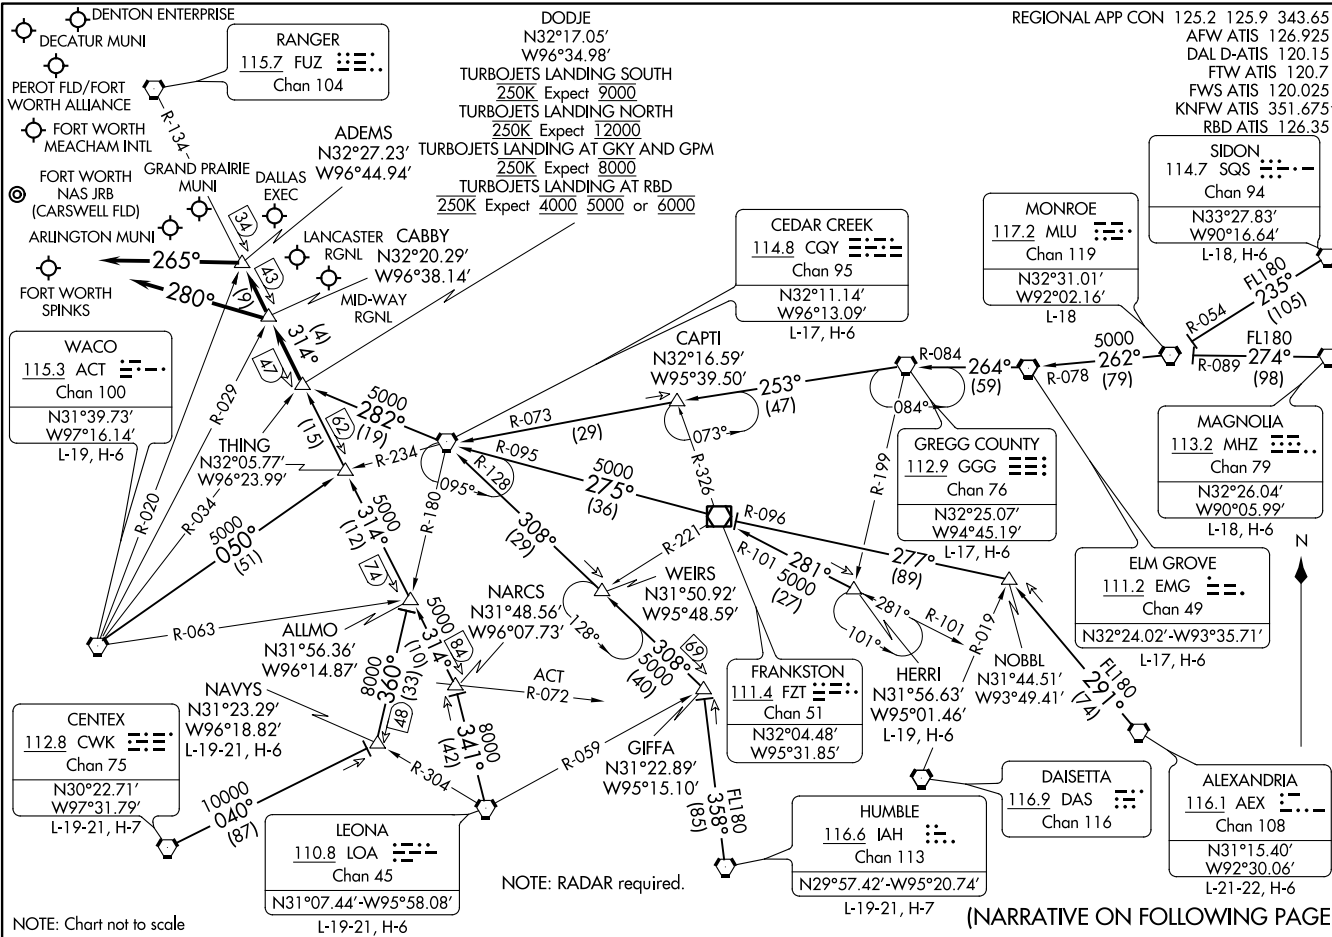 DENTON ENTERPRISE
DECATUR MUNI
PEROT FLD/FORT
WORTH ALLIANCE
FORT WORTH
MEACHAM INTL
FORT WORTH
NAS JRB
(CARSWELL FLD)
GRAND PRAIRIE
MUNI
DALLAS
EXEC
ARLINGTON MUNI
LANCASTER
RGNL
FORT WORTH
SPINKS
MID-WAY
RGNL
RANGER
115.7 FUZ
Chan 104
R-134
ADEMS
N32°27.23'
W96°44.94'
DODJE
N32°17.05'
W96°34.98'
TURBOJETS LANDING SOUTH
250K Expect 9000
TURBOJETS LANDING NORTH
250K Expect 12000
TURBOJETS LANDING AT GKY AND GPM
250K Expect 8000
TURBOJETS LANDING AT RBD
250K Expect 4000 5000 or 6000
REGIONAL APP CON 125.2 125.9 343.65
AFW ATIS 126.925
DAL D-ATIS 120.15
FTW ATIS 120.7
FWS ATIS 120.025
KNFW ATIS 351.675
RBD ATIS 126.35
SIDON
114.7 SQS
Chan 94
N33°27.83'
W90°16.64'
L-18, H-6
MONROE
117.2 MLU
Chan 119
N32°31.01'
W92°02.16'
L-18
CEDAR CREEK
114.8 CQY
Chan 95
N32°11.14'
W96°13.09'
L-17, H-6
CABBY
N32°20.29'
W96°38.14'
34
265°
(9)
43
280°
(4)
314°
47
FL180
235°
(105)
R-054
FL180
274°
(98)
R-089
5000
262°
(79)
R-078
R-084
264°
(59)
084°
CAPTI
N32°16.59'
W95°39.50'
253°
(47)
073°
R-073
(29)
WACO
115.3 ACT
Chan 100
N31°39.73'
W97°16.14'
L-19, H-6
R-029
R-020
R-034
5000
050°
(51)
THING
N32°05.77'
W96°23.99'
(15)
62
5000
282°
(19)
R-234
R-095
R-128
095°
R-180
5000
275°
(36)
R-326
R-199
GREGG COUNTY
112.9 GGG
Chan 76
N32°25.07'
W94°45.19'
L-17, H-6
MAGNOLIA
113.2 MHZ
Chan 79
N32°26.04'
W90°05.99'
L-18, H-6
N
ELM GROVE
111.2 EMG
Chan 49
N32°24.02'-W93°35.71'
L-17, H-6
5000
314°
(12)
74
308°
(29)
R-221
R-096
R-101
281°
5000
(27)
277°
(89)
281°
R-101
101°
R-019
R-063
ALLMO
N31°56.36'
W96°14.87'
NARCS
N31°48.56'
W96°07.73'
5000
314°
(10)
84
WEIRS
N31°50.92'
W95°48.59'
128°
308°
5000
(40)
69
ACT
R-072
8000
360°
(33)
48
8000
341°
(42)
NAVYS
N31°23.29'
W96°18.82'
L-19-21, H-6
FRANKSTON
111.4 FZT
Chan 51
N32°04.48'
W95°31.85'
HERRI
N31°56.63'
W95°01.46'
L-19, H-6
NOBBL
N31°44.51'
W93°49.41'
FL180
291°
(74)
CENTEX
112.8 CWK
Chan 75
N30°22.71'
W97°31.79'
L-19-21, H-7
10000
040°
(87)
R-304
R-059
GIFFA
N31°22.89'
W95°15.10'
FL180
358°
(85)
LEONA
110.8 LOA
Chan 45
N31°07.44'-W95°58.08'
L-19-21, H-6
HUMBLE
116.6 IAH
Chan 113
N29°57.42'-W95°20.74'
L-19-21, H-7
DAISETTA
116.9 DAS
Chan 116
ALEXANDRIA
116.1 AEX
Chan 108
N31°15.40'
W92°30.06'
L-21-22, H-6
NOTE: RADAR required.
NOTE: Chart not to scale
(NARRATIVE ON FOLLOWING PAGE